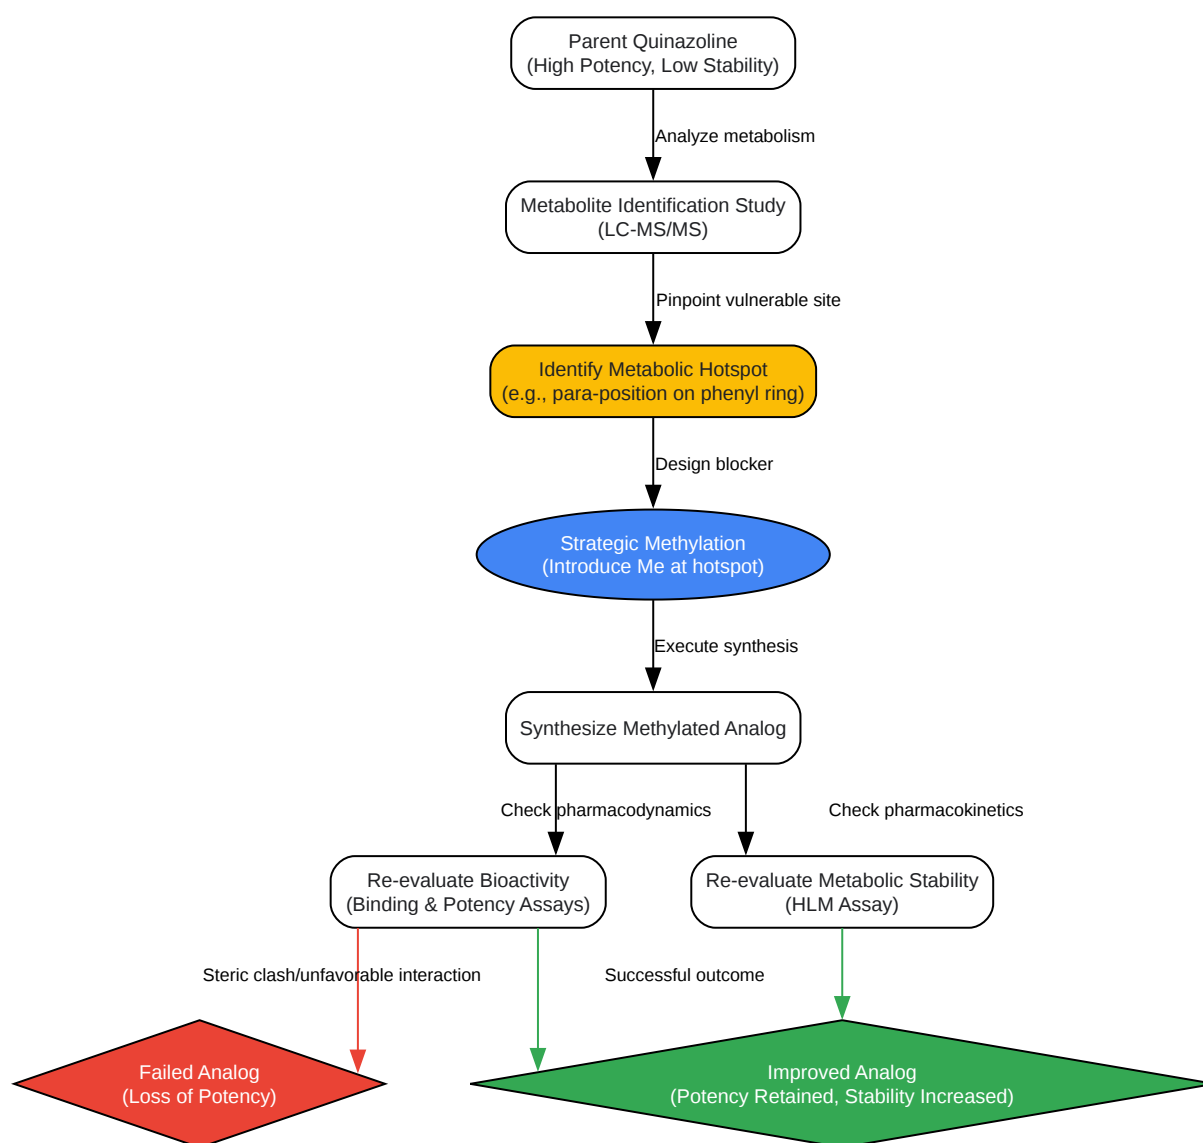 Parent Quinazoline
(High Potency, Low Stability)
Analyze metabolism
Metabolite Identification Study
(LC-MS/MS)
Pinpoint vulnerable site
Identify Metabolic Hotspot
(e.g., para-position on phenyl ring)
Design blocker
Strategic Methylation
(Introduce Me at hotspot)
Execute synthesis
Synthesize Methylated Analog
Check pharmacodynamics
Check pharmacokinetics
Re-evaluate Bioactivity
(Binding & Potency Assays)
Re-evaluate Metabolic Stability
(HLM Assay)
Steric clash/unfavorable interaction
Successful outcome
Failed Analog
(Loss of Potency)
Improved Analog
(Potency Retained, Stability Increased)